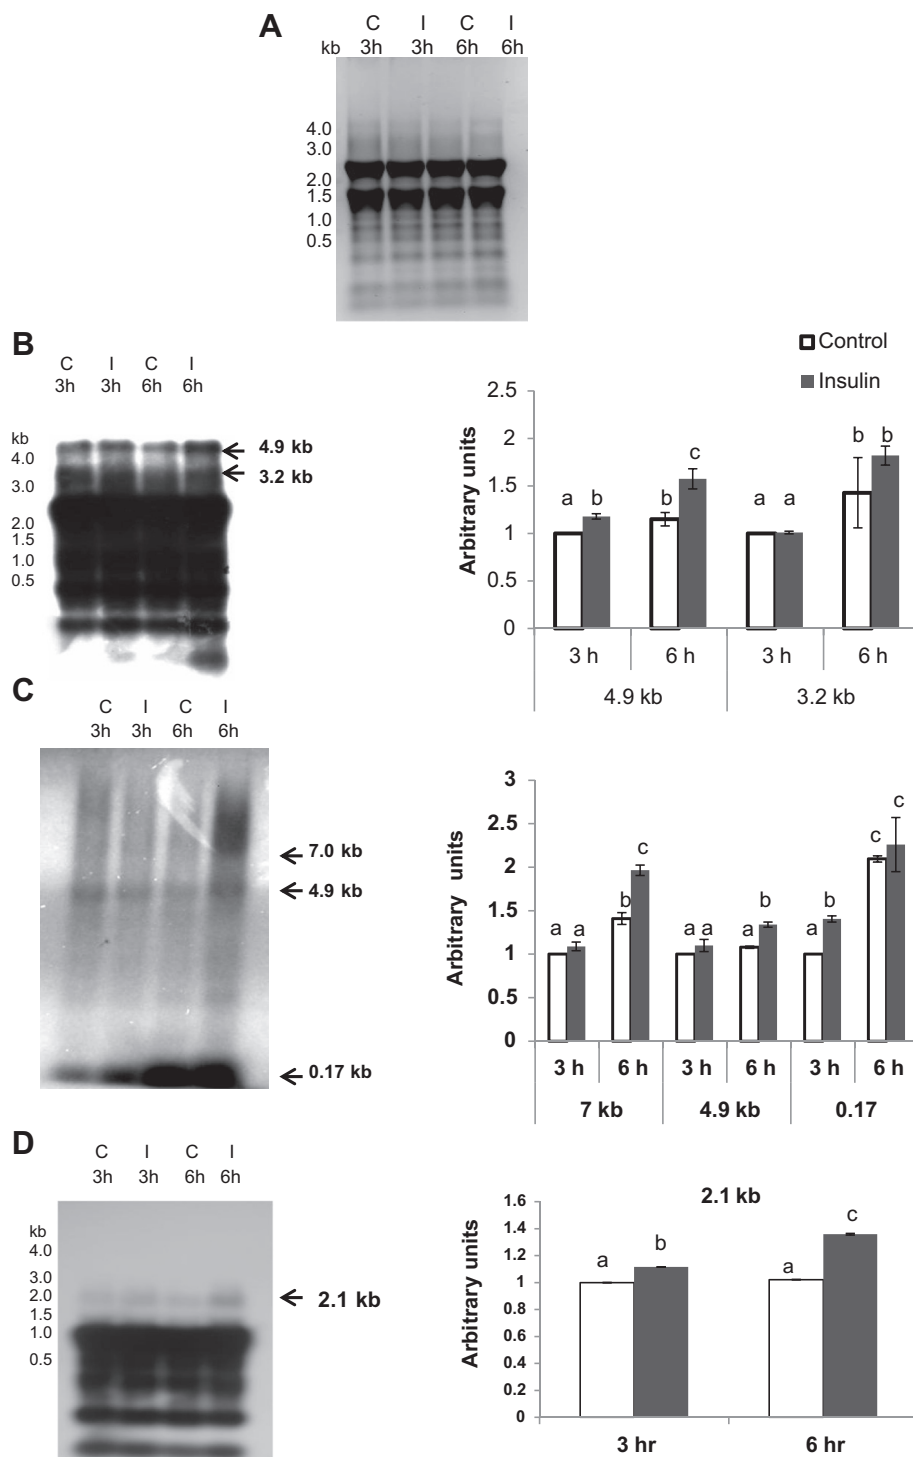 A
C I C I
kb 3h 3h 6h 6h
4.0
3.0
2.0
1.5
1.0
0.5
B
C I C I
3h 3h 6h 6h
kb
4.0
3.0
2.0
1.5
1.0
0.5
4.9 kb
3.2 kb
Control
Insulin
Arbitrary units
2.5
2
1.5
1
0.5
0
a b b c a a b b
3 h 6 h 3 h 6 h
4.9 kb 3.2 kb
C
C I C I
3h 3h 6h 6h
7.0 kb
4.9 kb
0.17 kb
Arbitrary units
3
2.5
2
1.5
1
0.5
0
a a b c a a a b a b c c
3 h 6 h 3 h 6 h 3 h 6 h
7 kb 4.9 kb 0.17
D
C I C I
3h 3h 6h 6h
kb
4.0
3.0
2.0
1.5
1.0
0.5
2.1 kb
2.1 kb
Arbitrary units
1.6
1.4
1.2
1
0.8
0.6
0.4
0.2
0
a b a c
3 hr 6 hr